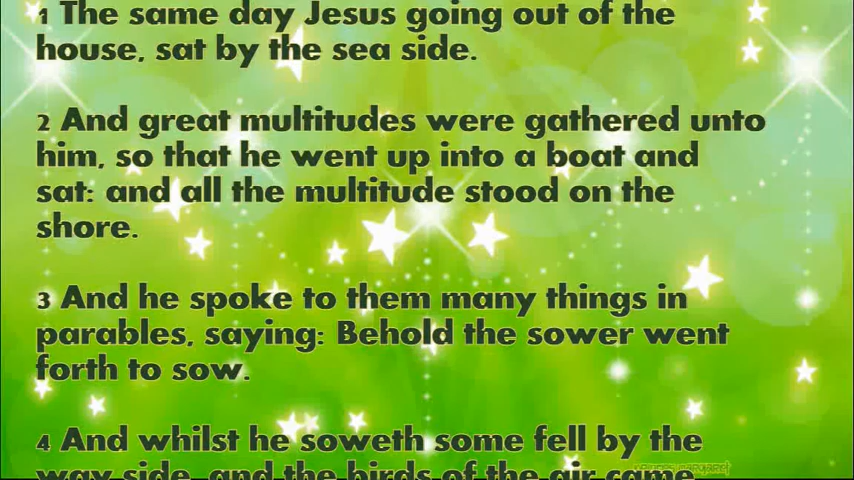 1 The same day Jesus going out of the
house, sat by the sea side.
2 And great multitudes were gathered unto
him, so that he went up into a boat and
sat: and all the multitude stood on the
shore.
3 And he spoke to them many things in
parables, saying: Behold the sower went
forth to sow.
4 And whilst he soweth some fell by the
way side, and the birds of the air came